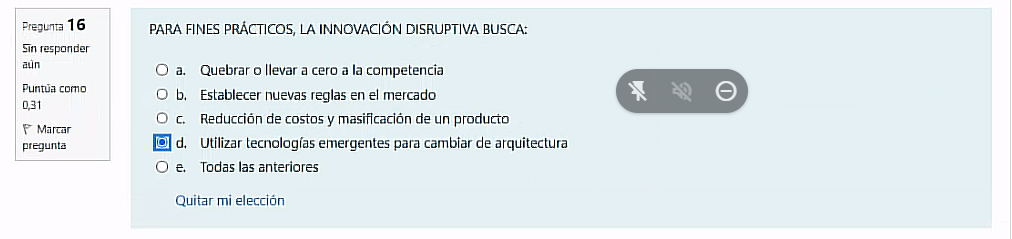 Pregunta 16
Sin responder
aún
Puntúa como
0,31
Marcar
pregunta
PARA FINES PRÁCTICOS, LA INNOVACIÓN DISRUPTIVA BUSCA:
a. Quebrar o llevar a cero a la competencia
b. Establecer nuevas reglas en el mercado
c. Reducción de costos y masificación de un producto
d. Utilizar tecnologías emergentes para cambiar de arquitectura
e. Todas las anteriores
Quitar mi elección